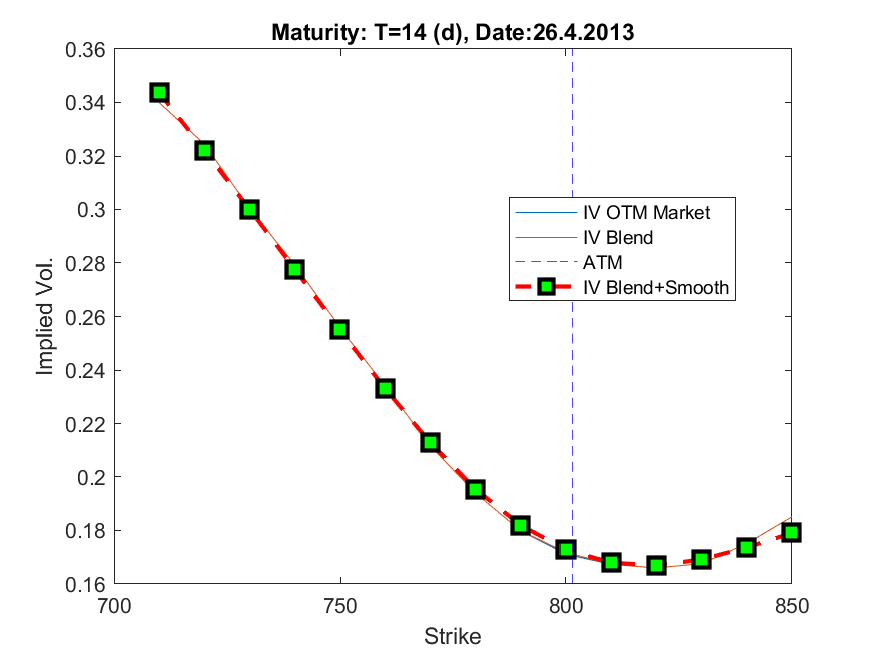 Maturity: T=14 (d), Date:26.4.2013
0.36
0.34
0.32
0.3
0.28
0.26
0.24
0.22
0.2
0.18
0.16
Implied Vol.
IV OTM Market
IV Blend
ATM
IV Blend+Smooth
700
750
800
850
Strike